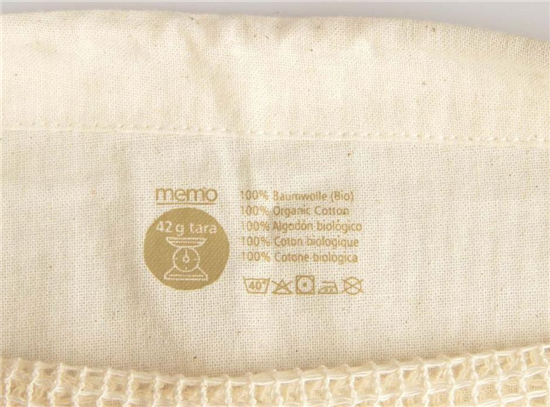 memo
42 g tara
100% Baumwolle (Bio)
100% Organic Cotton
100% Algodón biológico
100% Coton biologique
100% Cotone biologica
40°